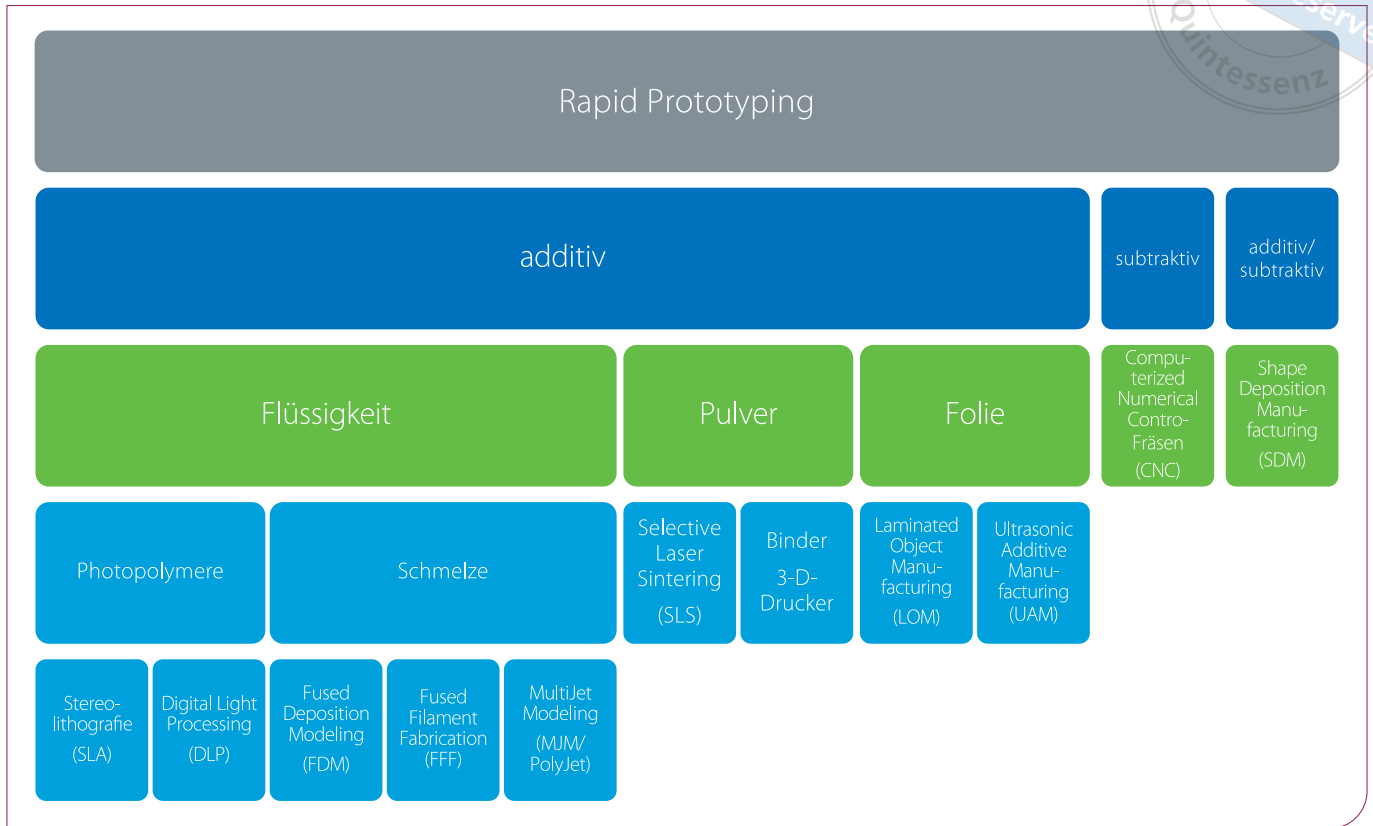 Quintessenz
Rapid Prototyping
additiv
subtraktiv
additiv/
subtraktiv
Flüssigkeit
Pulver
Folie
Compu-
terized
Numerical
Contro-
Fräsen
(CNC)
Shape
Deposition
Manu-
facturing
(SDM)
Photopolymere
Schmelze
Selective
Laser
Sintering
(SLS)
Binder
3-D-
Drucker
Laminated
Object
Manu-
facturing
(LOM)
Ultrasonic
Additive
Manu-
facturing
(UAM)
Stereo-
lithografie
(SLA)
Digital Light
Processing
(DLP)
Fused
Deposition
Modeling
(FDM)
Fused
Filament
Fabrication
(FFF)
MultiJet
Modeling
(MJM/
PolyJet)